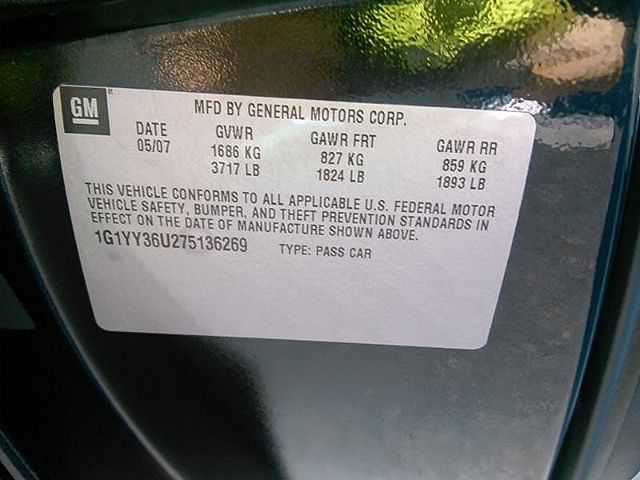 GM
MFD BY GENERAL MOTORS CORP.
DATE GVWR GAWR FRT GAWR RR
05/07 1686 KG 827 KG 859 KG
3717 LB 1824 LB 1893 LB
THIS VEHICLE CONFORMS TO ALL APPLICABLE U.S. FEDERAL MOTOR
VEHICLE SAFETY, BUMPER, AND THEFT PREVENTION STANDARDS IN
EFFECT ON THE DATE OF MANUFACTURE SHOWN ABOVE.
1G1YY36U275136269 TYPE: PASS CAR